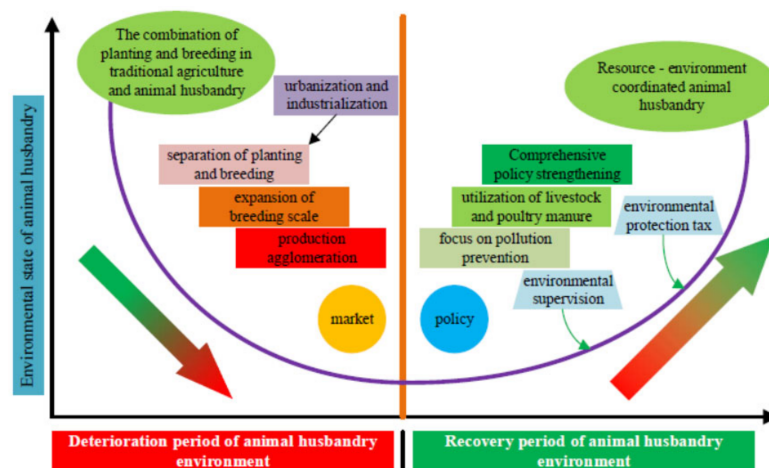 The combination of
planting and breeding in
traditional agriculture
and animal husbandry
urbanization and
industrialization
separation of planting
and breeding
expansion of
breeding scale
production
agglomeration
market
Resource - environment
coordinated animal
husbandry
Comprehensive
policy strengthening
utilization of livestock
and poultry manure
focus on pollution
prevention
environmental
protection tax
environmental
supervision
policy
Environmental state of animal husbandry
Deterioration period of animal husbandry
environment
Recovery period of animal husbandry
environment